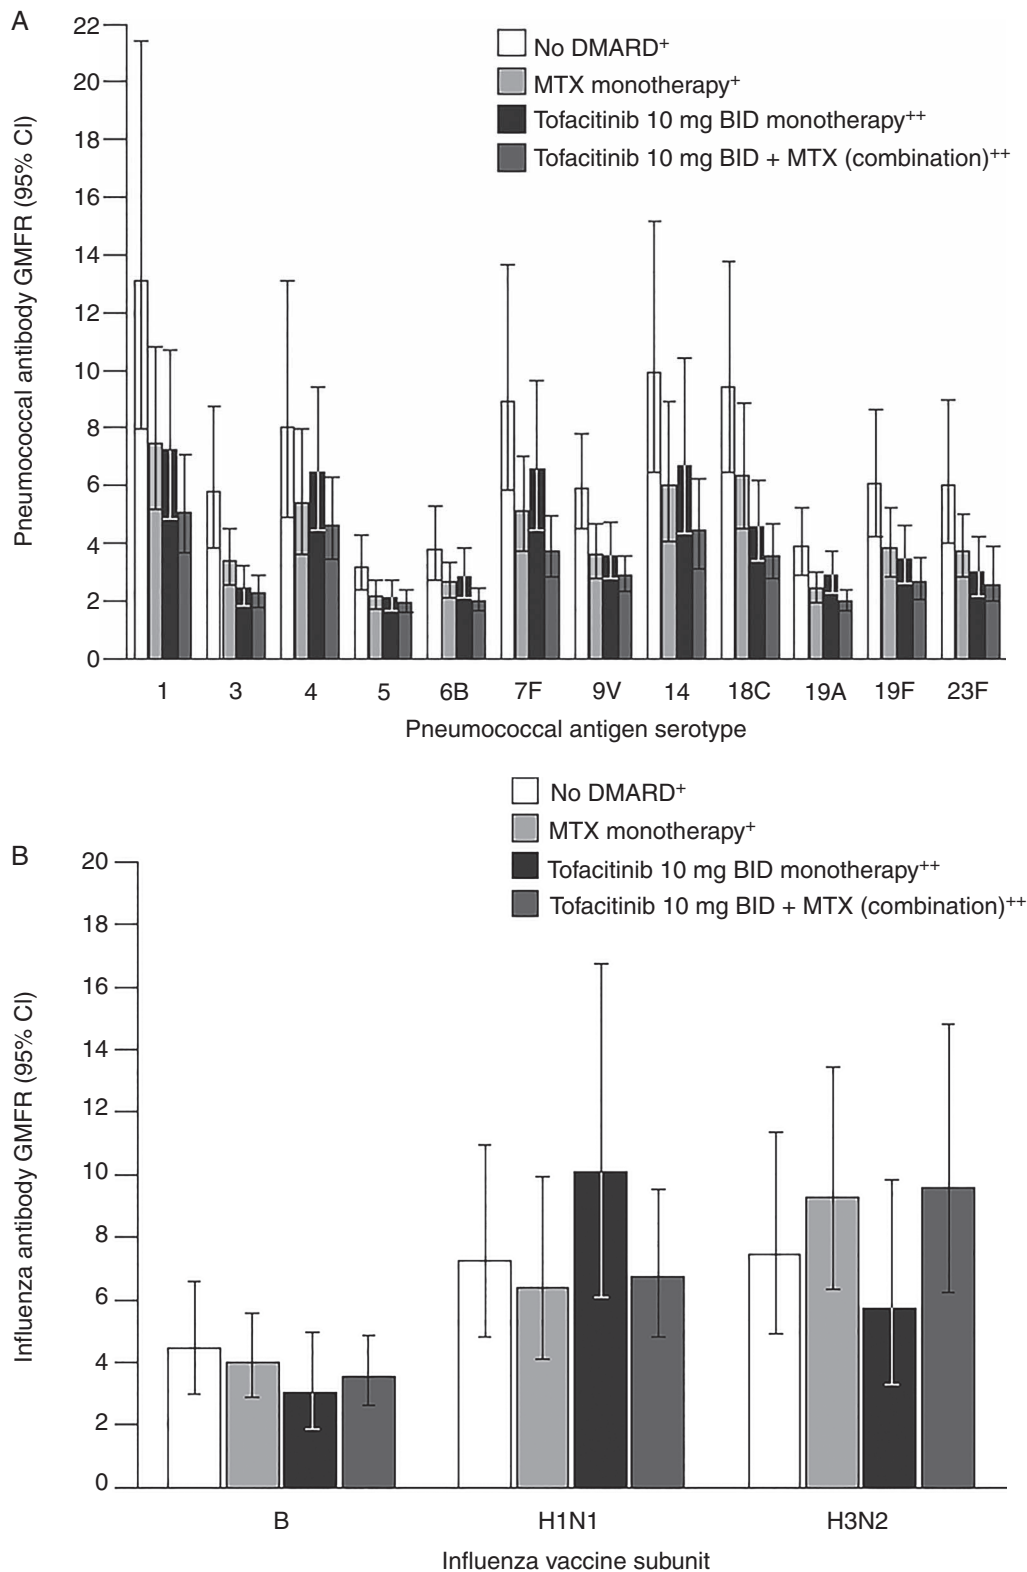 A
22
20
18
16
14
12
10
8
6
4
2
0
Pneumococcal antibody GMFR (95% CI)
No DMARD+
MTX monotherapy+
Tofacitinib 10 mg BID monotherapy++
Tofacitinib 10 mg BID + MTX (combination)++
1 3 4 5 6B 7F 9V 14 18C 19A 19F 23F
Pneumococcal antigen serotype
No DMARD+
MTX monotherapy+
Tofacitinib 10 mg BID monotherapy++
Tofacitinib 10 mg BID + MTX (combination)++
B
20
18
16
14
12
10
8
6
4
2
0
Influenza antibody GMFR (95% CI)
B H1N1 H3N2
Influenza vaccine subunit